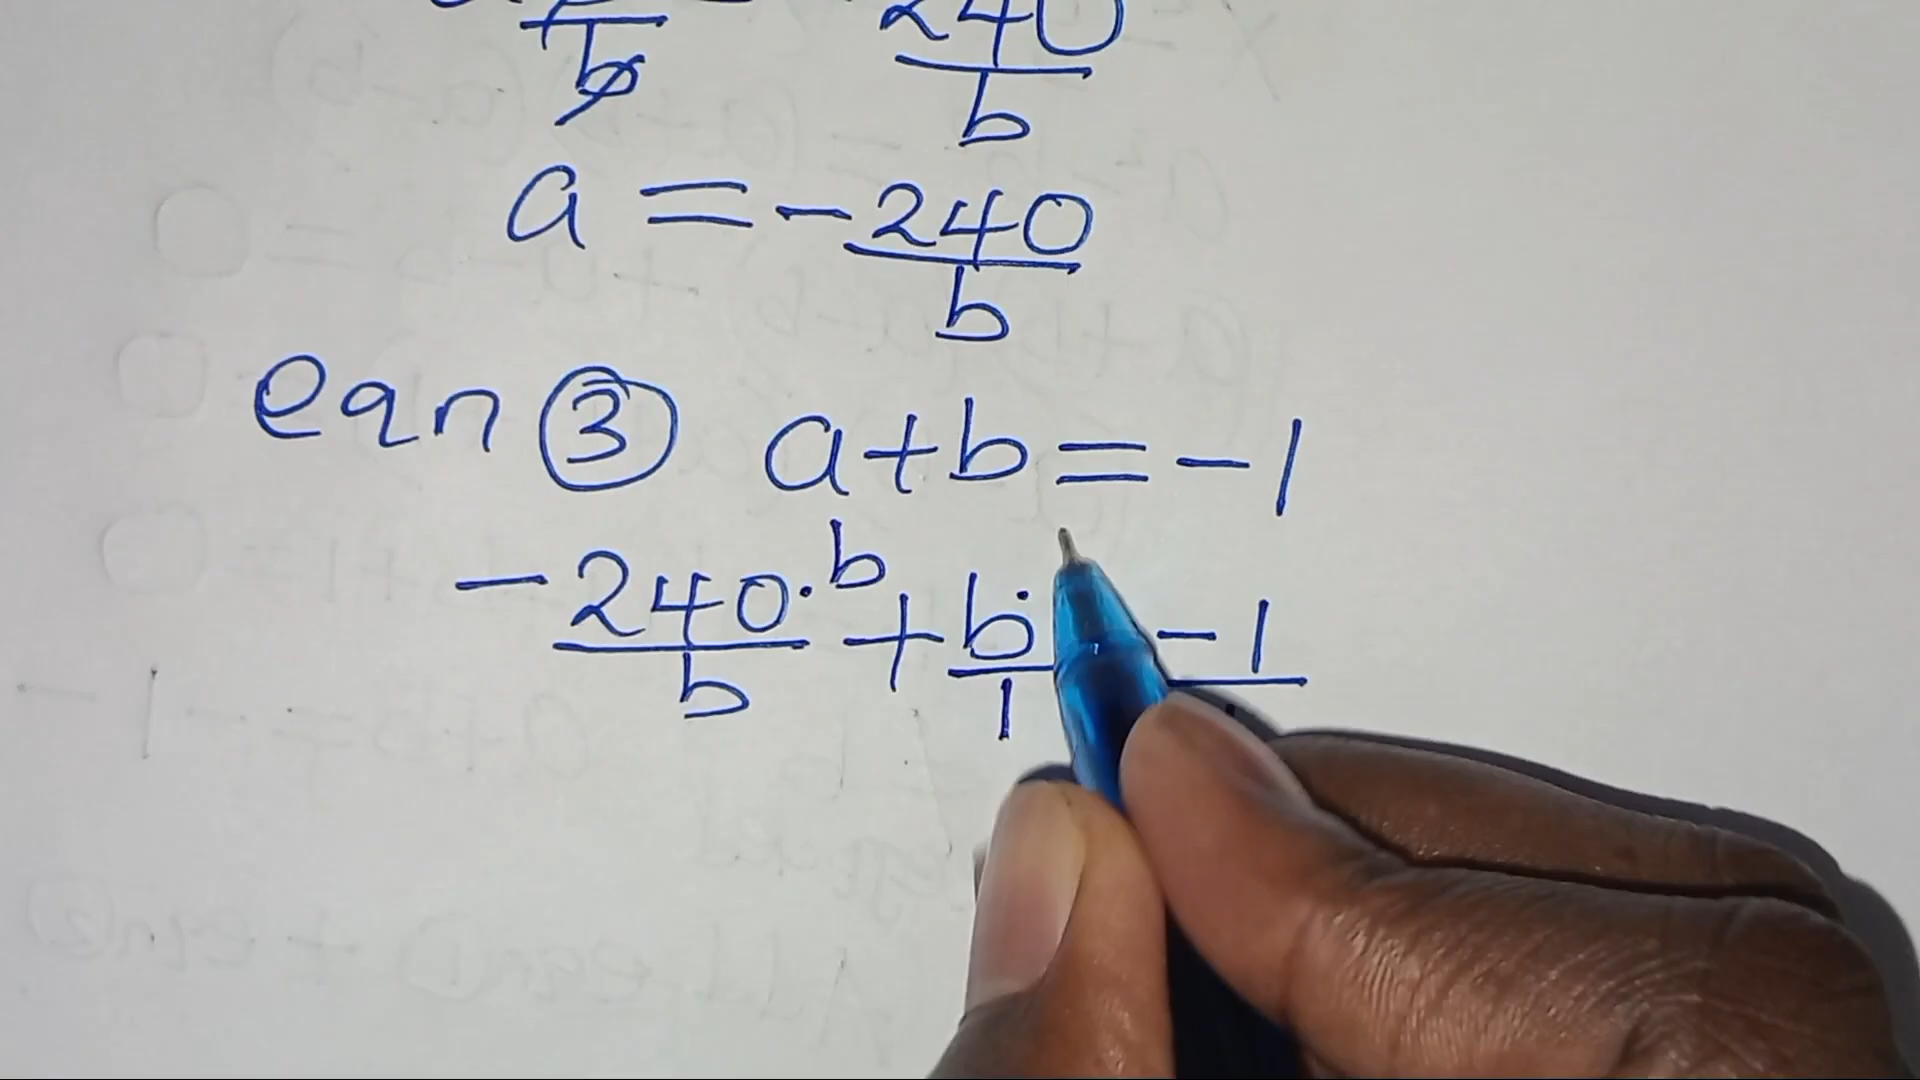 b 240
b
a = -240
b
eqn ③ a+b = -1
-240·b + b· -1
b 1